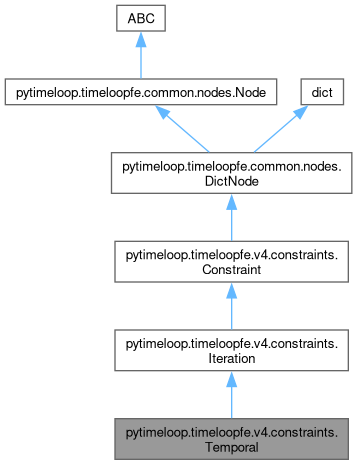 ABC
pytimeloop.timeloopfe.common.nodes.Node
dict
pytimeloop.timeloopfe.common.nodes.
DictNode
pytimeloop.timeloopfe.v4.constraints.
Constraint
pytimeloop.timeloopfe.v4.constraints.
Iteration
pytimeloop.timeloopfe.v4.constraints.
Temporal